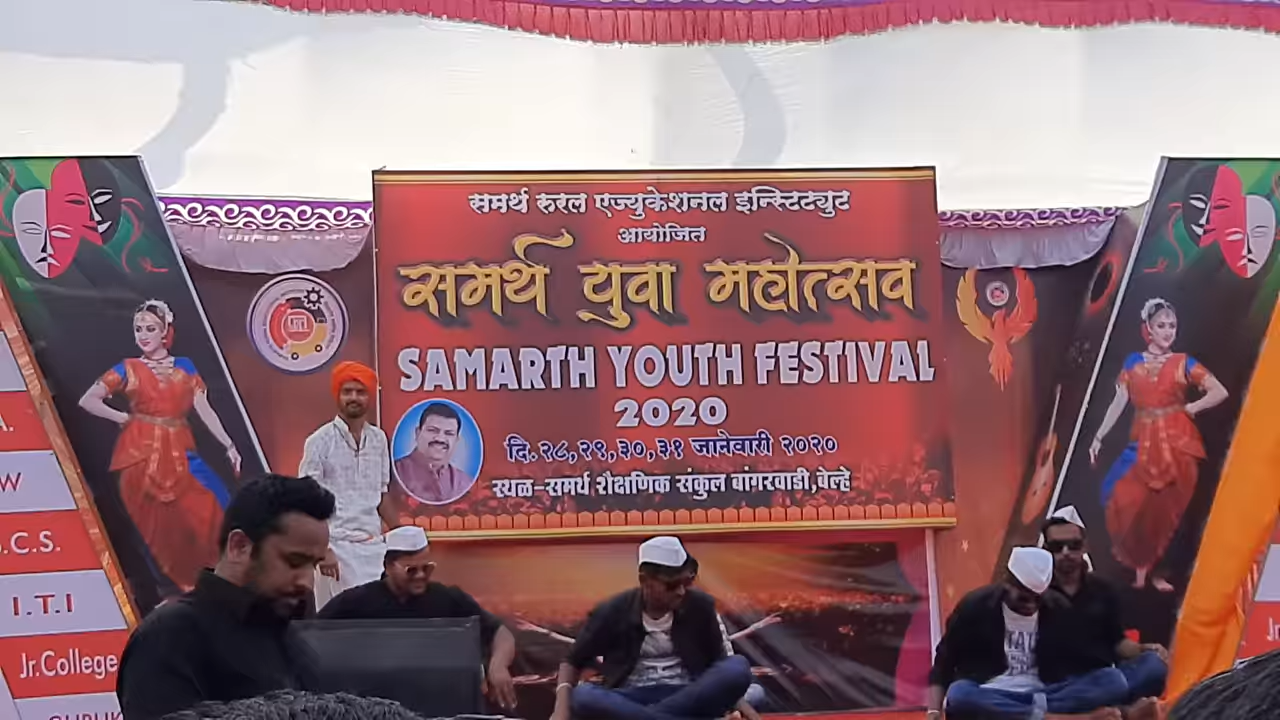 समर्थ रुरल एज्युकेशनल इन्स्टिट्युट
आयोजित
समर्थ युवा महोत्सव
SAMARTH YOUTH FESTIVAL
2020
दि.२८,२९,३०,३१ जानेवारी २०२०
स्थळ-समर्थ शैक्षणिक संकुल बांगरवाडी,बेल्हे
I.T.I
Jr.College